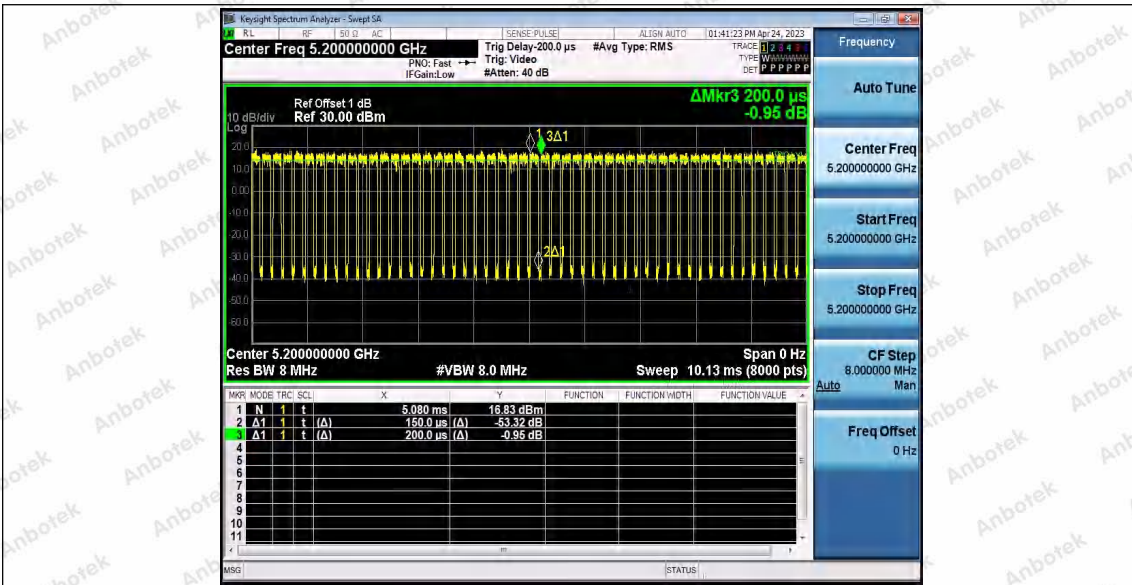 Keysight Spectrum Analyzer - Swept SA
RL RF 50 Ω AC SENSE:PULSE ALIGN AUTO 01:41:23 PM Apr 24, 2023
Center Freq 5.200000000 GHz
PNO: Fast
IFGain:Low
Trig Delay-200.0 µs
Trig: Video
#Atten: 40 dB
#Avg Type: RMS
TRACE 1 2 3 4
TYPE WWWWWW
DET P P P P P P
ΔMkr3 200.0 µs
-0.95 dB
Ref Offset 1 dB
10 dB/div Ref 30.00 dBm
Log
20.0
10.0
0.00
-10.0
-20.0
-30.0
-40.0
-50.0
-60.0
1 3Δ1
2Δ1
Center 5.200000000 GHz Span 0 Hz
Res BW 8 MHz #VBW 8.0 MHz Sweep 10.13 ms (8000 pts)
MKR MODE TRC SCL X Y FUNCTION FUNCTION WIDTH FUNCTION VALUE
1 N 1 t 5.080 ms 16.83 dBm
2 Δ1 1 t (Δ) 150.0 µs (Δ) -53.32 dB
3 Δ1 1 t (Δ) 200.0 µs (Δ) -0.95 dB
4
5
6
7
8
9
10
11
MSG STATUS
Frequency
Auto Tune
Center Freq
5.200000000 GHz
Start Freq
5.200000000 GHz
Stop Freq
5.200000000 GHz
CF Step
8.000000 MHz
Auto Man
Freq Offset
0 Hz
Anbotek